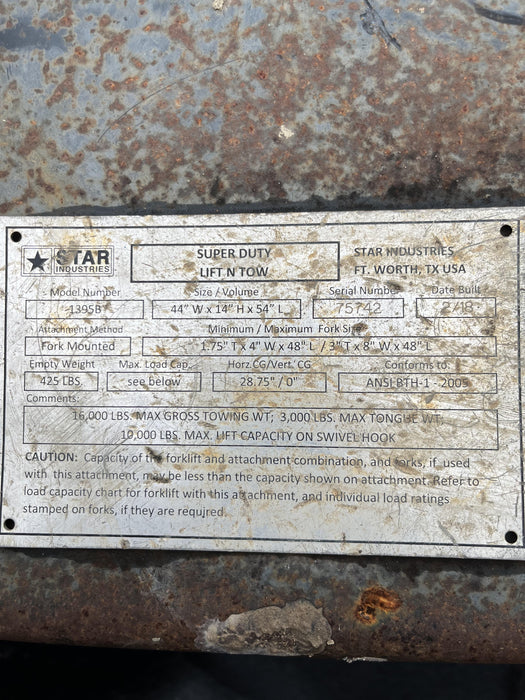 STAR
INDUSTRIES
SUPER DUTY
LIFT N TOW
STAR INDUSTRIES
FT. WORTH, TX USA
Model Number Size / Volume Serial Number Date Built
1395B 44" W x 14" H x 54" L 75742 2/18
Attachment Method Minimum / Maximum Fork Size
Fork Mounted 1.75" T x 4" W x 48" L / 3" T x 8" W x 48" L
Empty Weight Max. Load Cap. Horz.CG/Vert. CG Conforms to:
425 LBS. see below 28.75" / 0" ANSI BTH-1 - 2005
Comments:
16,000 LBS. MAX GROSS TOWING WT; 3,000 LBS. MAX TONGUE WT;
10,000 LBS. MAX. LIFT CAPACITY ON SWIVEL HOOK
CAUTION: Capacity of the forklift and attachment combination, and forks, if used
with this attachment, may be less than the capacity shown on attachment. Refer to
load capacity chart for forklift with this attachment, and individual load ratings
stamped on forks, if they are required.